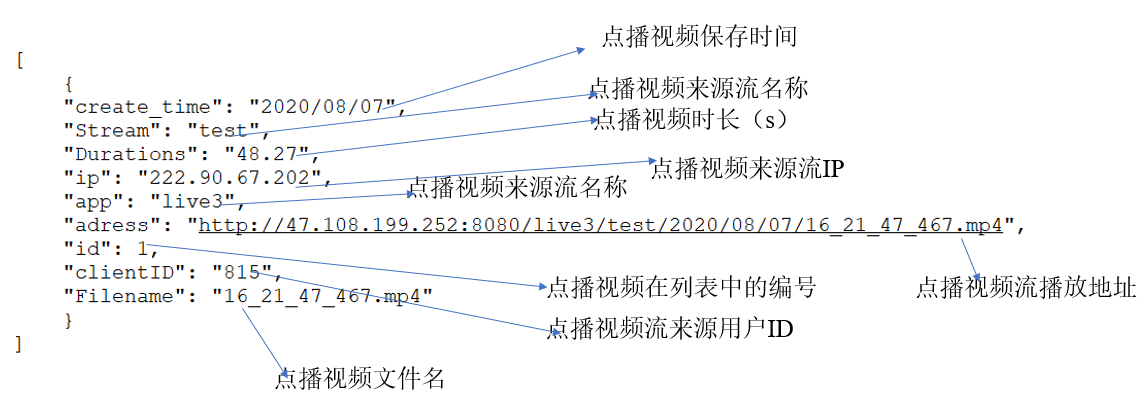 点播视频保存时间
[
{
点播视频来源流名称
"create_time": "2020/08/07",
点播视频时长（s）
"Stream": "test",
"Durations": "48.27",
点播视频来源流IP
"ip": "222.90.67.202",
点播视频来源流名称
"app": "live3",
"adress": "http://47.108.199.252:8080/live3/test/2020/08/07/16_21_47_467.mp4",
"id": 1,
"clientID": "815",
点播视频在列表中的编号
点播视频流播放地址
"Filename": "16_21_47_467.mp4"
}
点播视频流来源用户ID
]
点播视频文件名